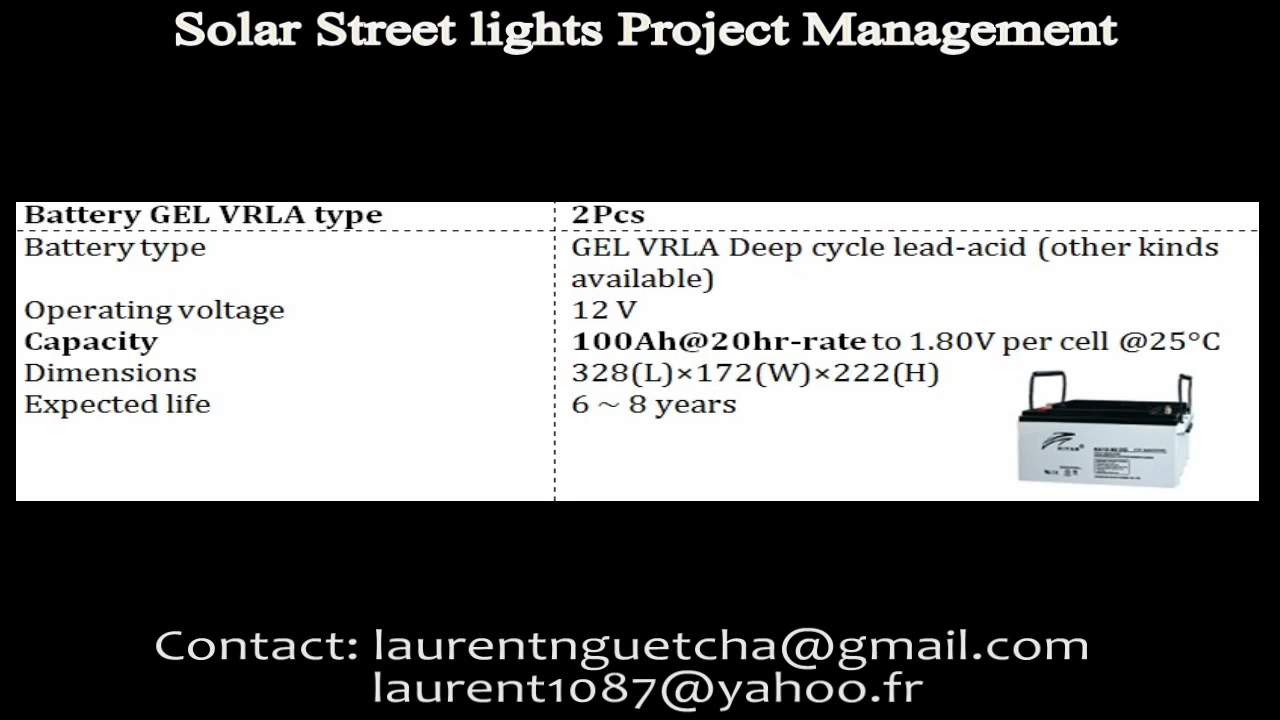 Solar Street lights Project Management
Battery GEL VRLA type 2Pcs
Battery type GEL VRLA Deep cycle lead-acid (other kinds
available)
Operating voltage 12 V
Capacity 100Ah@20hr-rate to 1.80V per cell @25°C
Dimensions 328(L)×172(W)×222(H)
Expected life 6 ~ 8 years
RITAR
Contact: laurentnguetcha@gmail.com
laurent1087@yahoo.fr